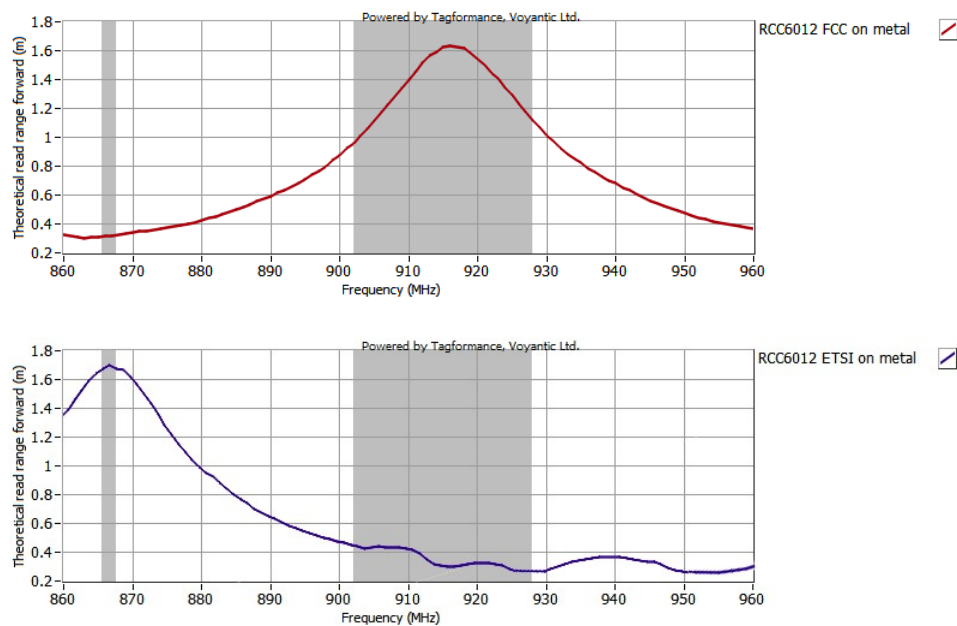 Powered by Tagformance, Voyantic Ltd.
RCC6012 FCC on metal
Theoretical read range forward (m)
1.8
1.6
1.4
1.2
1
0.8
0.6
0.4
0.2
860 870 880 890 900 910 920 930 940 950 960
Frequency (MHz)
Powered by Tagformance, Voyantic Ltd.
RCC6012 ETSI on metal
Theoretical read range forward (m)
1.8
1.6
1.4
1.2
1
0.8
0.6
0.4
0.2
860 870 880 890 900 910 920 930 940 950 960
Frequency (MHz)